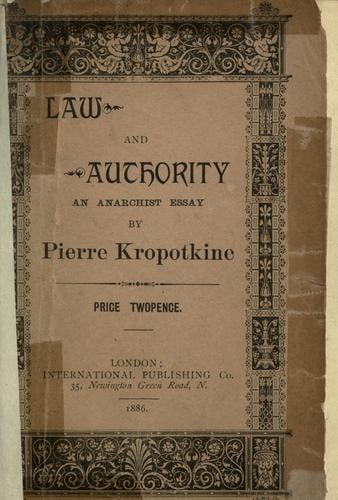 LAW
AND
AUTHORITY
AN ANARCHIST ESSAY
BY
Pierre Kropotkine
PRICE TWOPENCE.
LONDON:
INTERNATIONAL PUBLISHING Co.
35, Newington Green Road, N.
1886.